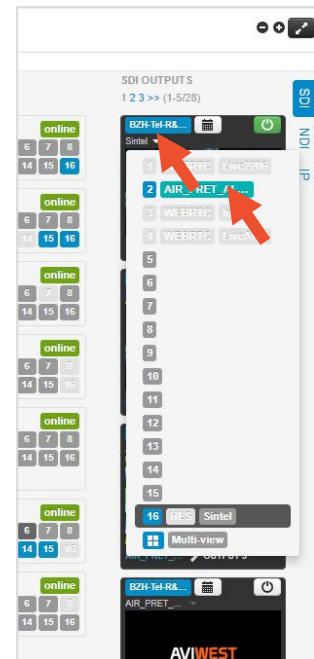 SDI OUTPUTS
1 2 3 >> (1-5/28)
SDI
NDI
IP
BZH-Tel-R&...
Sintel
online
6 7 8
14 15 16
online
6 7 8
14 15 16
online
6 7 8
14 15 16
online
6 7 8
14 15 16
online
6 7 8
14 15 16
online
6 7 8
14 15 16
online
6 7 8
14 15 16
1 WEBRTC Live2206
2 AIR_PRET_
3 WEBRTC
4 WEBRTC
5
6
7
8
9
10
11
12
13
14
15
16 HLS Sintel
Multi-view
AIR_PRET_... OUTPUT 5
BZH-Tel-R&...
AIR_PRET_...
AVIWEST